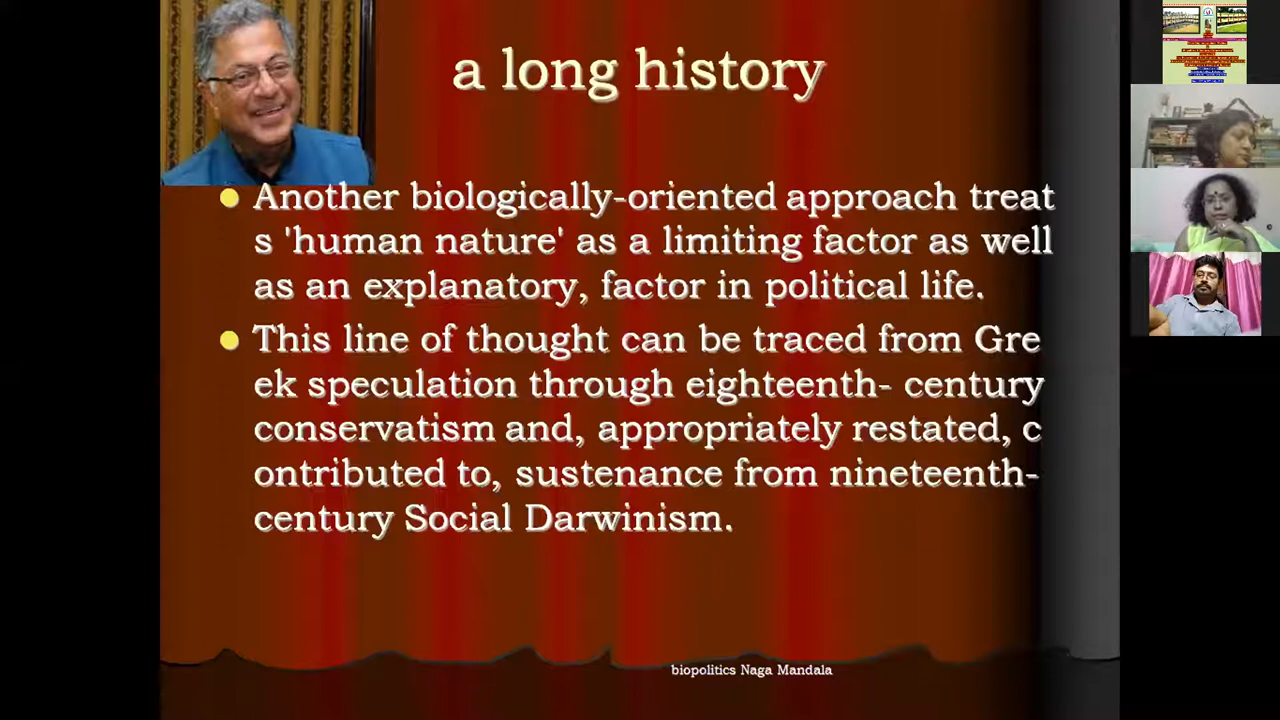 a long history
Another biologically-oriented approach treat
s 'human nature' as a limiting factor as well
as an explanatory, factor in political life.
This line of thought can be traced from Gre
ek speculation through eighteenth- century
conservatism and, appropriately restated, c
ontributed to, sustenance from nineteenth-
century Social Darwinism.
biopolitics Naga Mandala